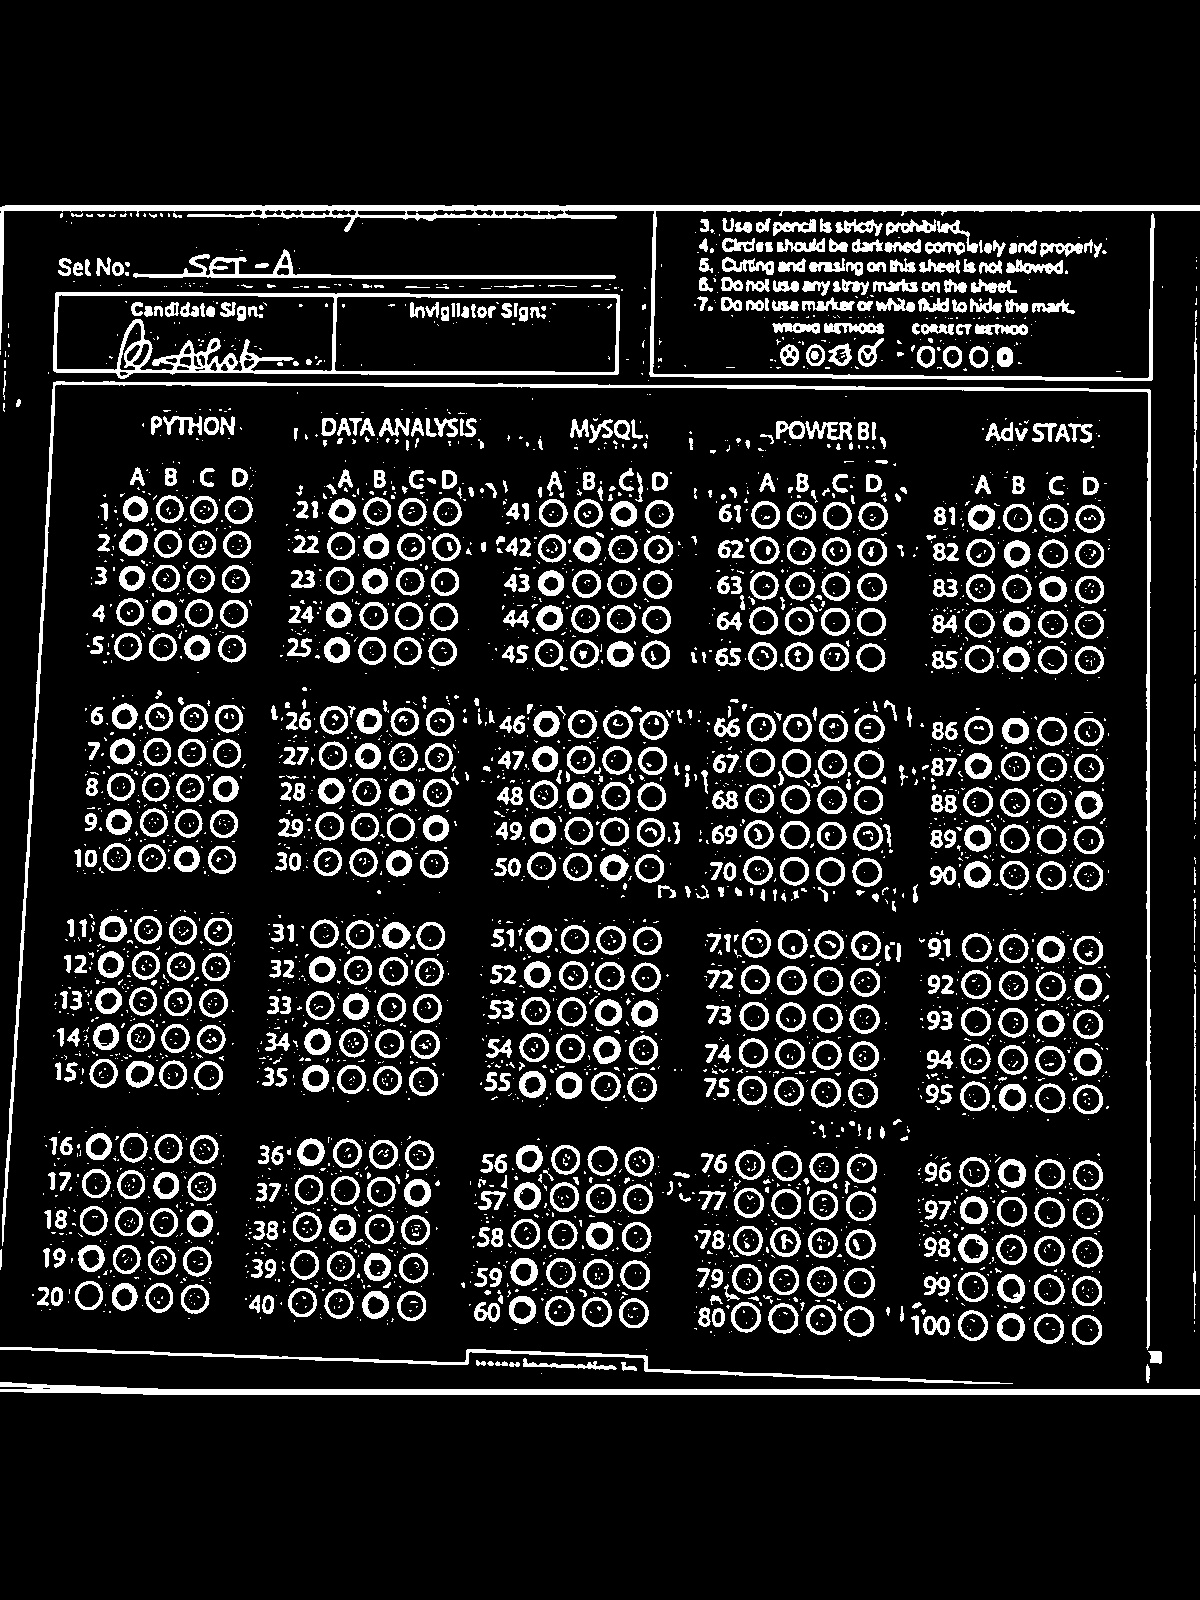 3. Use of pencil is strictly prohibited.
4. Circles should be darkened completely and properly.
Set No: SET-A
5. Cutting and erasing on this sheet is not allowed.
6. Do not use any stray marks on the sheet.
7. Do not use marker or white fluid to hide the mark.
Candidate Sign: Invigilator Sign:
WRONG METHODS CORRECT METHOD
PYTHON DATA ANALYSIS MySQL POWER BI Adv STATS
A B C D A B C D A B C D A B C D A B C D
1 21 41 61 81
2 22 42 62 82
3 23 43 63 83
4 24 44 64 84
5 25 45 65 85
6 26 46 66 86
7 27 47 67 87
8 28 48 68 88
9 29 49 69 89
10 30 50 70 90
11 31 51 71 91
12 32 52 72 92
13 33 53 73 93
14 34 54 74 94
15 35 55 75 95
16 36 56 76 96
17 37 57 77 97
18 38 58 78 98
19 39 59 79 99
20 40 60 80 100